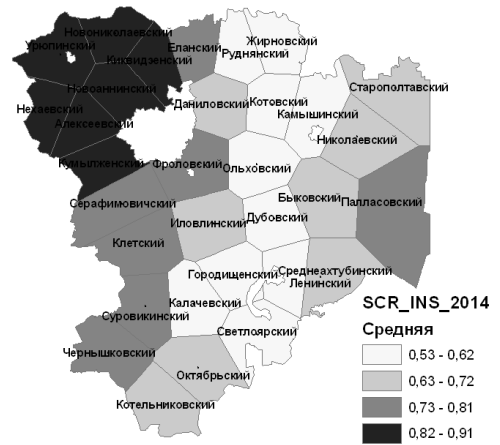 Новониколаевский
Урюпинский
Киквидзенский
Еланский
Жирновский
Руднянский
Новоаннинский
Нехаевский
Алексеевский
Даниловский
Котовский
Камышинский
Старополтавский
Николаевский
Кумылженский
Фроловский
Ольховский
Серафимовичский
Клетский
Иловлинский
Дубовский
Быковский
Палласовский
Городищенский
Среднеахтубинский
Ленинский
Суровикинский
Калачевский
Светлоярский
Чернышковский
Октябрьский
Котельниковский
SCR_INS_2014
Средняя
0,53 - 0,62
0,63 - 0,72
0,73 - 0,81
0,82 - 0,91